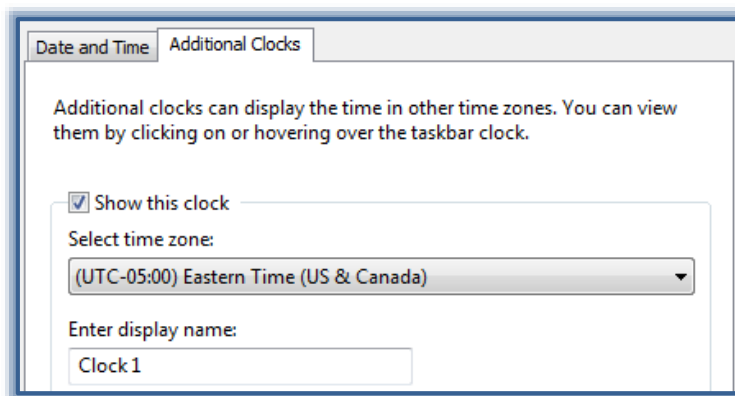 Date and Time
Additional Clocks
Additional clocks can display the time in other time zones. You can view
them by clicking on or hovering over the taskbar clock.
Show this clock
Select time zone:
(UTC-05:00) Eastern Time (US & Canada)
Enter display name:
Clock 1